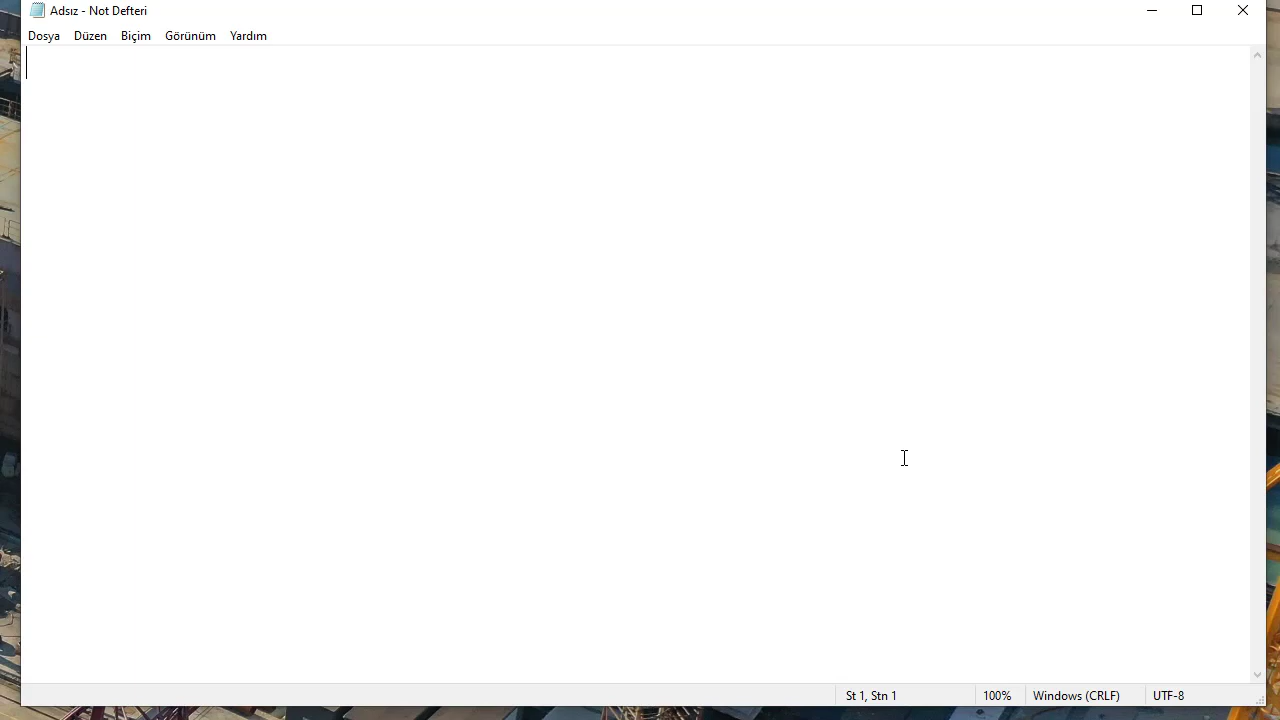 Adsız - Not Defteri
Dosya Düzen Biçim Görünüm Yardım
St 1, Stn 1 100% Windows (CRLF) UTF-8